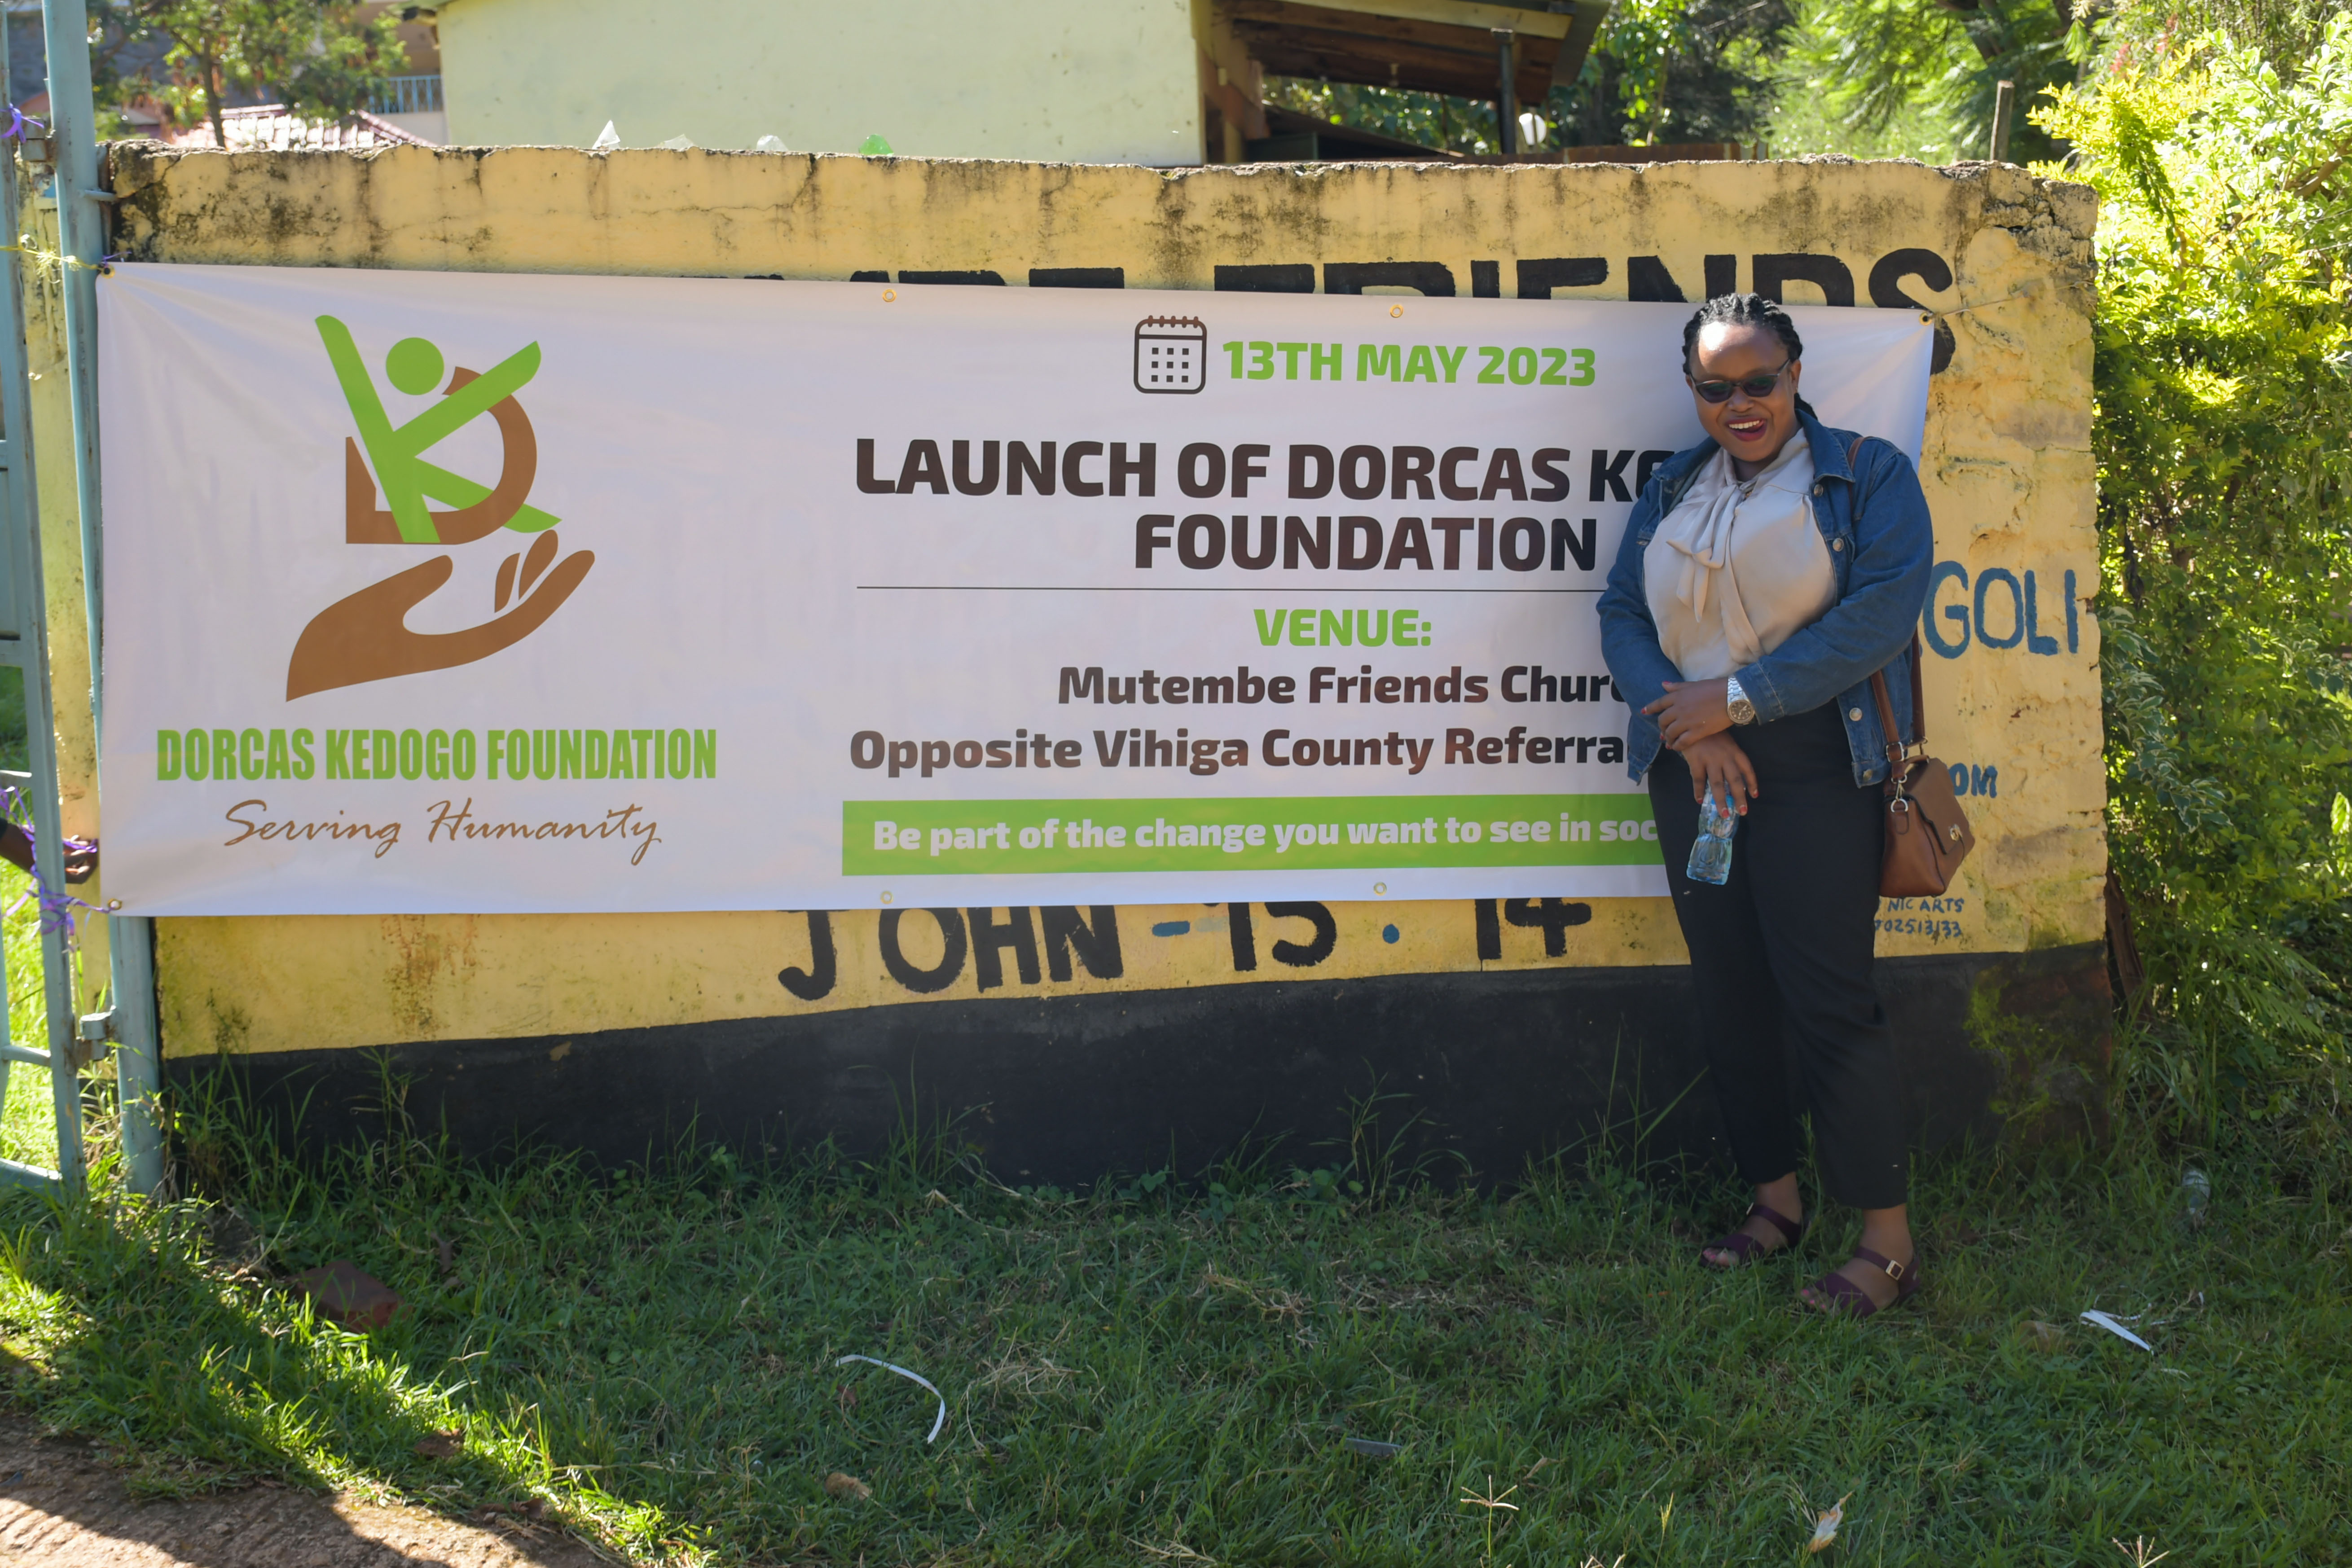 FRIENDS
DORCAS KEDOGO FOUNDATION
Serving Humanity
13TH MAY 2023
LAUNCH OF DORCAS KE
FOUNDATION
VENUE:
Mutembe Friends Churc
Opposite Vihiga County Referra
Be part of the change you want to see in soc
GOLI
OM
JOHN - 15 . 14
NIC ARTS
702513133